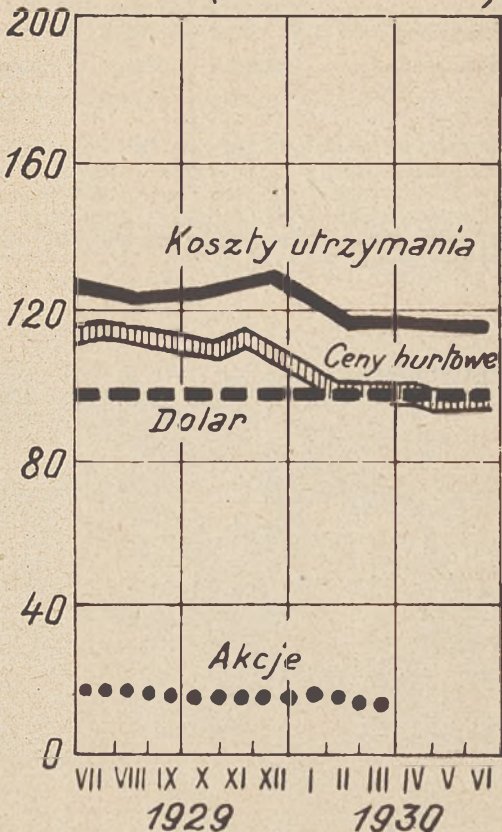 200
160
Koszty utrzymania
120
Ceny hurtowe
Dolar
80
40
Akcje
0
VII VIII IX X XI XII I II III IV V VI
1929 1930